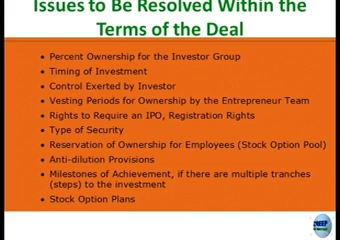 Issues to Be Resolved Within the
Terms of the Deal
• Percent Ownership for the Investor Group
• Timing of Investment
• Control Exerted by Investor
• Vesting Periods for Ownership by the Entrepreneur Team
• Rights to Require an IPO, Registration Rights
• Type of Security
• Reservation of Ownership for Employees (Stock Option Pool)
• Anti-dilution Provisions
• Milestones of Achievement, if there are multiple tranches
(steps) to the investment
• Stock Option Plans